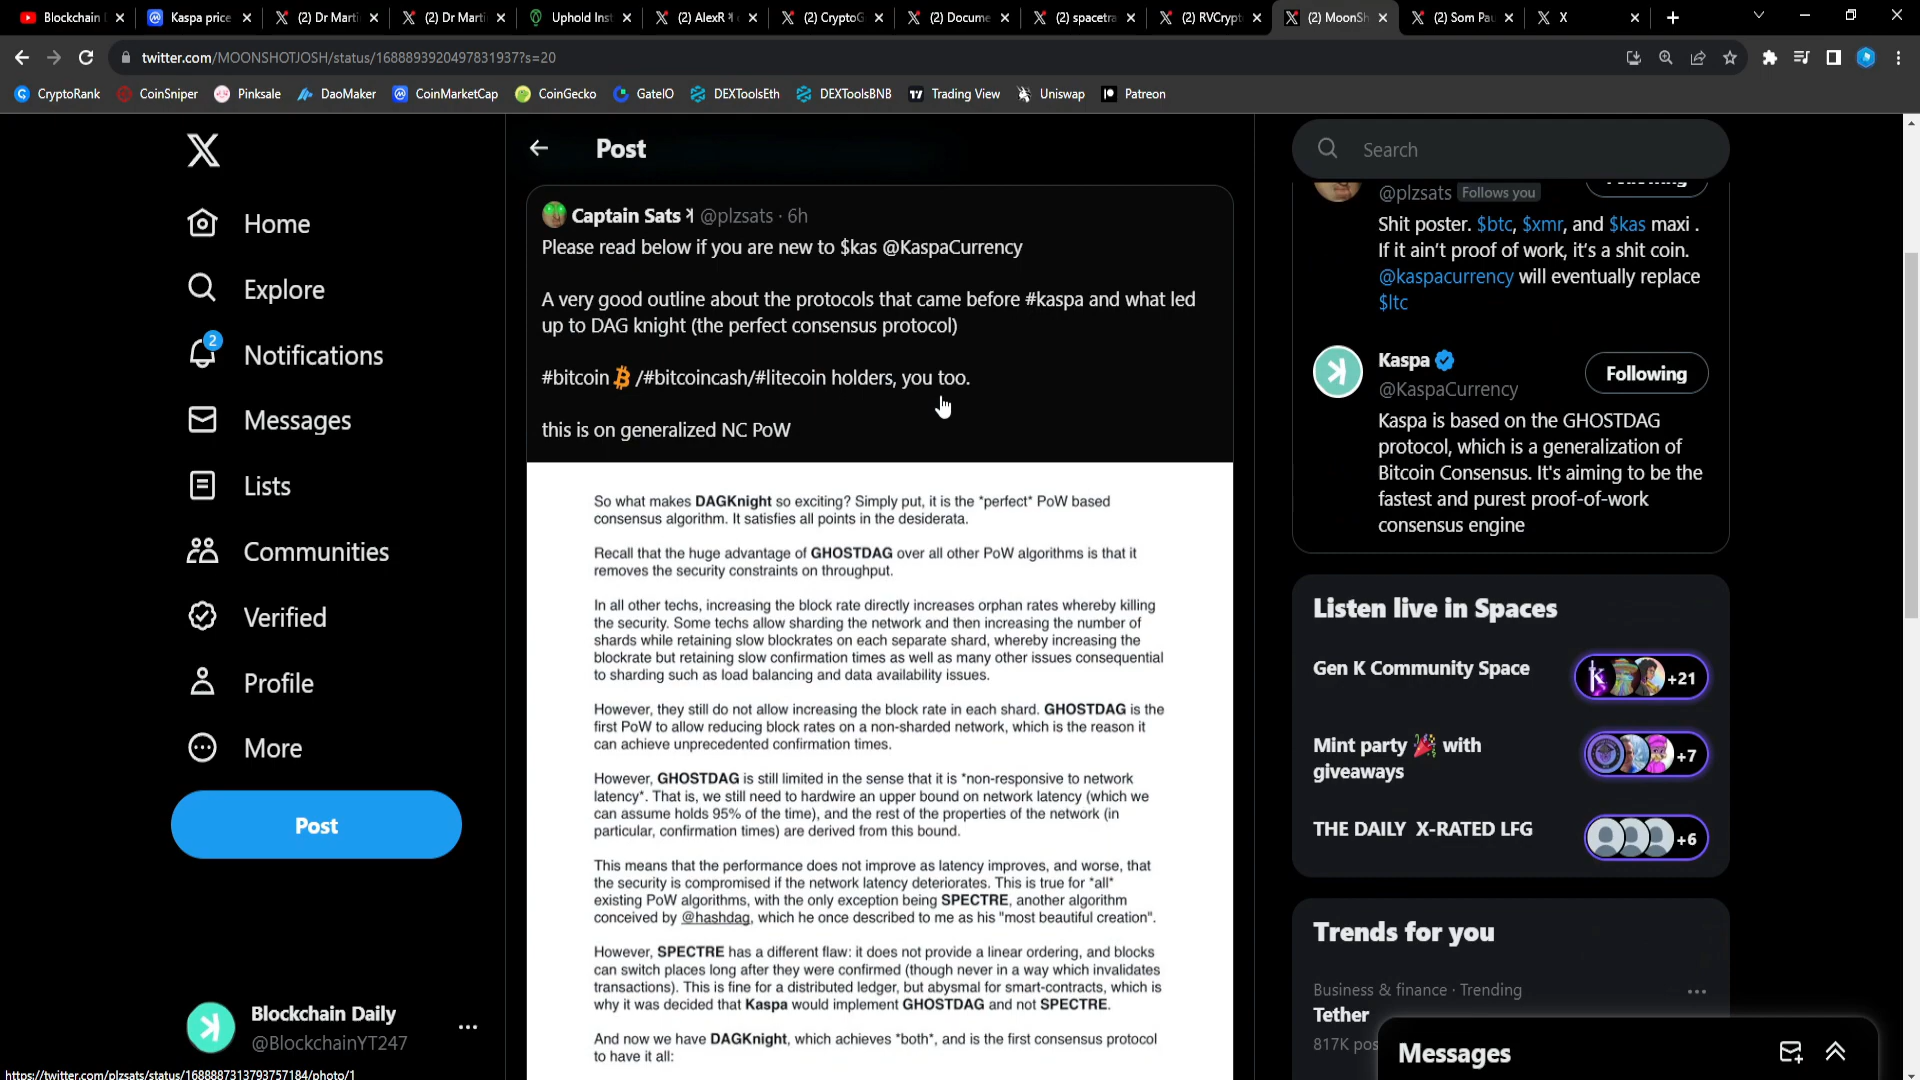 Blockchain
Kaspa price
(2) Dr Marti
(2) Dr Marti
Uphold Inst
(2) AlexR
(2) CryptoG
(2) Docume
(2) spacetra
(2) RVCrypt
(2) MoonSh
(2) Som Pau
X
twitter.com/MOONSHOTJOSH/status/1688893920497831937?s=20
CryptoRank
CoinSniper
Pinksale
DaoMaker
CoinMarketCap
CoinGecko
GateIO
DEXToolsEth
DEXToolsBNB
Trading View
Uniswap
Patreon
Home
Explore
2
Notifications
Messages
Lists
Communities
Verified
Profile
More
Post
Blockchain Daily
@BlockchainYT247
https://twitter.com/plzsats/status/1688887313793757184/photo/1
Post
Captain Sats @plzsats · 6h
Please read below if you are new to $kas @KaspaCurrency
A very good outline about the protocols that came before #kaspa and what led
up to DAG knight (the perfect consensus protocol)
#bitcoin /#bitcoincash/#litecoin holders, you too.
this is on generalized NC PoW
So what makes DAGKnight so exciting? Simply put, it is the *perfect* PoW based
consensus algorithm. It satisfies all points in the desiderata.
Recall that the huge advantage of GHOSTDAG over all other PoW algorithms is that it
removes the security constraints on throughput.
In all other techs, increasing the block rate directly increases orphan rates whereby killing
the security. Some techs allow sharding the network and then increasing the number of
shards while retaining slow blockrates on each separate shard, whereby increasing the
blockrate but retaining slow confirmation times as well as many other issues consequential
to sharding such as load balancing and data availability issues.
However, they still do not allow increasing the block rate in each shard. GHOSTDAG is the
first PoW to allow reducing block rates on a non-sharded network, which is the reason it
can achieve unprecedented confirmation times.
However, GHOSTDAG is still limited in the sense that it is *non-responsive to network
latency*. That is, we still need to hardwire an upper bound on network latency (which we
can assume holds 95% of the time), and the rest of the properties of the network (in
particular, confirmation times) are derived from this bound.
This means that the performance does not improve as latency improves, and worse, that
the security is compromised if the network latency deteriorates. This is true for *all*
existing PoW algorithms, with the only exception being SPECTRE, another algorithm
conceived by @hashdag, which he once described to me as his "most beautiful creation".
However, SPECTRE has a different flaw: it does not provide a linear ordering, and blocks
can switch places long after they were confirmed (though never in a way which invalidates
transactions). This is fine for a distributed ledger, but abysmal for smart-contracts, which is
why it was decided that Kaspa would implement GHOSTDAG and not SPECTRE.
And now we have DAGKnight, which achieves *both*, and is the first consensus protocol
to have it all:
Search
@plzsats Follows you
Shit poster. $btc, $xmr, and $kas maxi .
If it ain't proof of work, it's a shit coin.
@kaspacurrency will eventually replace
$ltc
Kaspa
@KaspaCurrency
Following
Kaspa is based on the GHOSTDAG
protocol, which is a generalization of
Bitcoin Consensus. It's aiming to be the
fastest and purest proof-of-work
consensus engine
Listen live in Spaces
Gen K Community Space
+21
Mint party with
giveaways
+7
THE DAILY X-RATED LFG
+6
Trends for you
Business & finance · Trending
Tether
817K
Messages